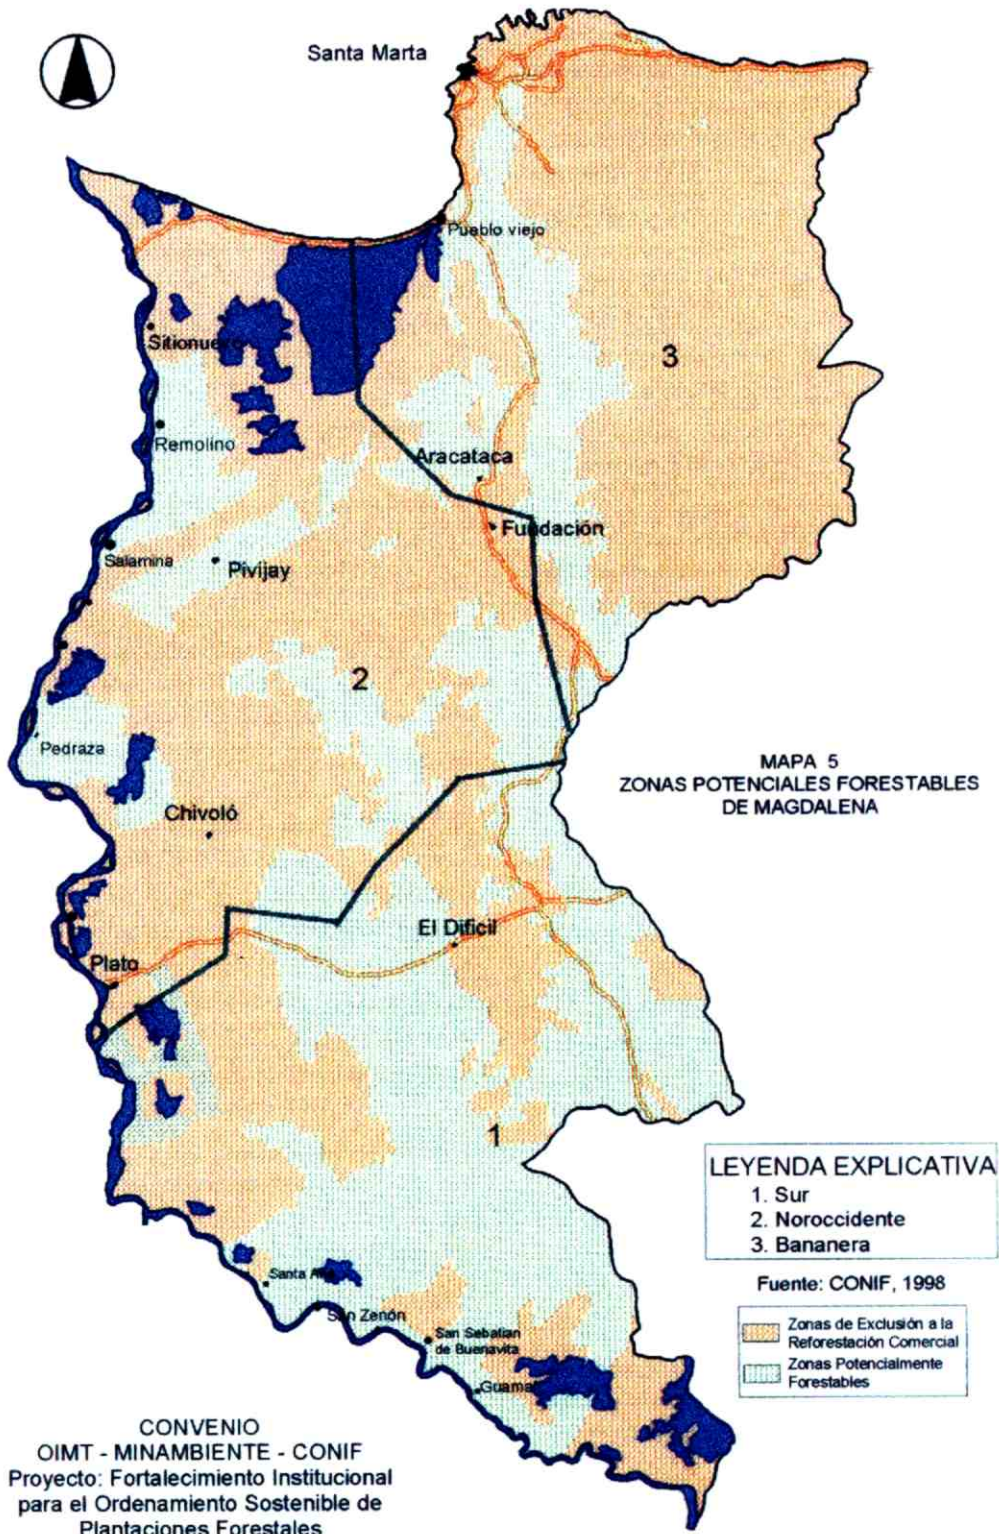 Santa Marta
Pueblo viejo
3
Sitionuevo
Remolino
Aracataca
Fundación
Salamina
Pivijay
2
Pedraza
MAPA 5
ZONAS POTENCIALES FORESTABLES
DE MAGDALENA
Chivoló
El Dificil
Plato
1
LEYENDA EXPLICATIVA
1. Sur
2. Noroccidente
3. Bananera
Fuente: CONIF, 1998
Zonas de Exclusión a la
Reforestación Comercial
Zonas Potencialmente
Forestables
Santa Ana
San Zenón
San Sebatian
de Buenavita
Guamal
CONVENIO
OIMT - MINAMBIENTE - CONIF
Proyecto: Fortalecimiento Institucional
para el Ordenamiento Sostenible de
Plantaciones Forestales